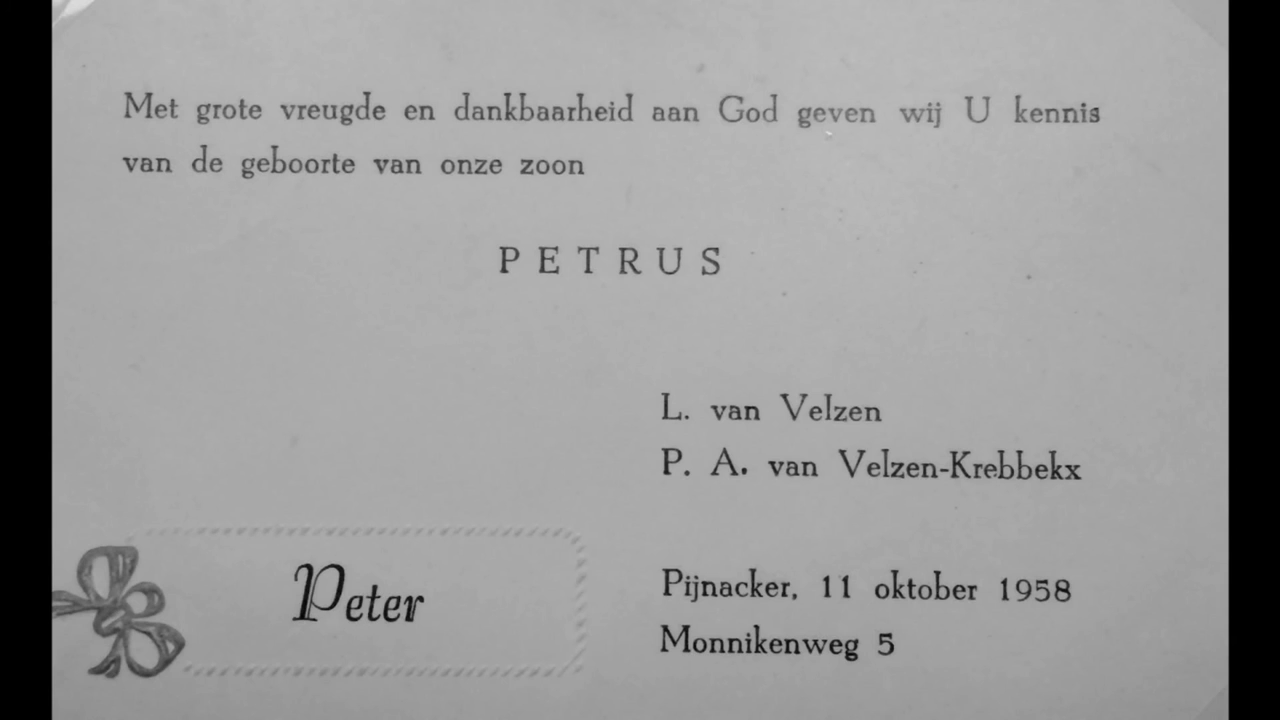 Met grote vreugde en dankbaarheid aan God geven wij U kennis
van de geboorte van onze zoon
PETRUS
L. van Velzen
P. A. van Velzen-Krebbekx
Peter
Pijnacker, 11 oktober 1958
Monnikenweg 5